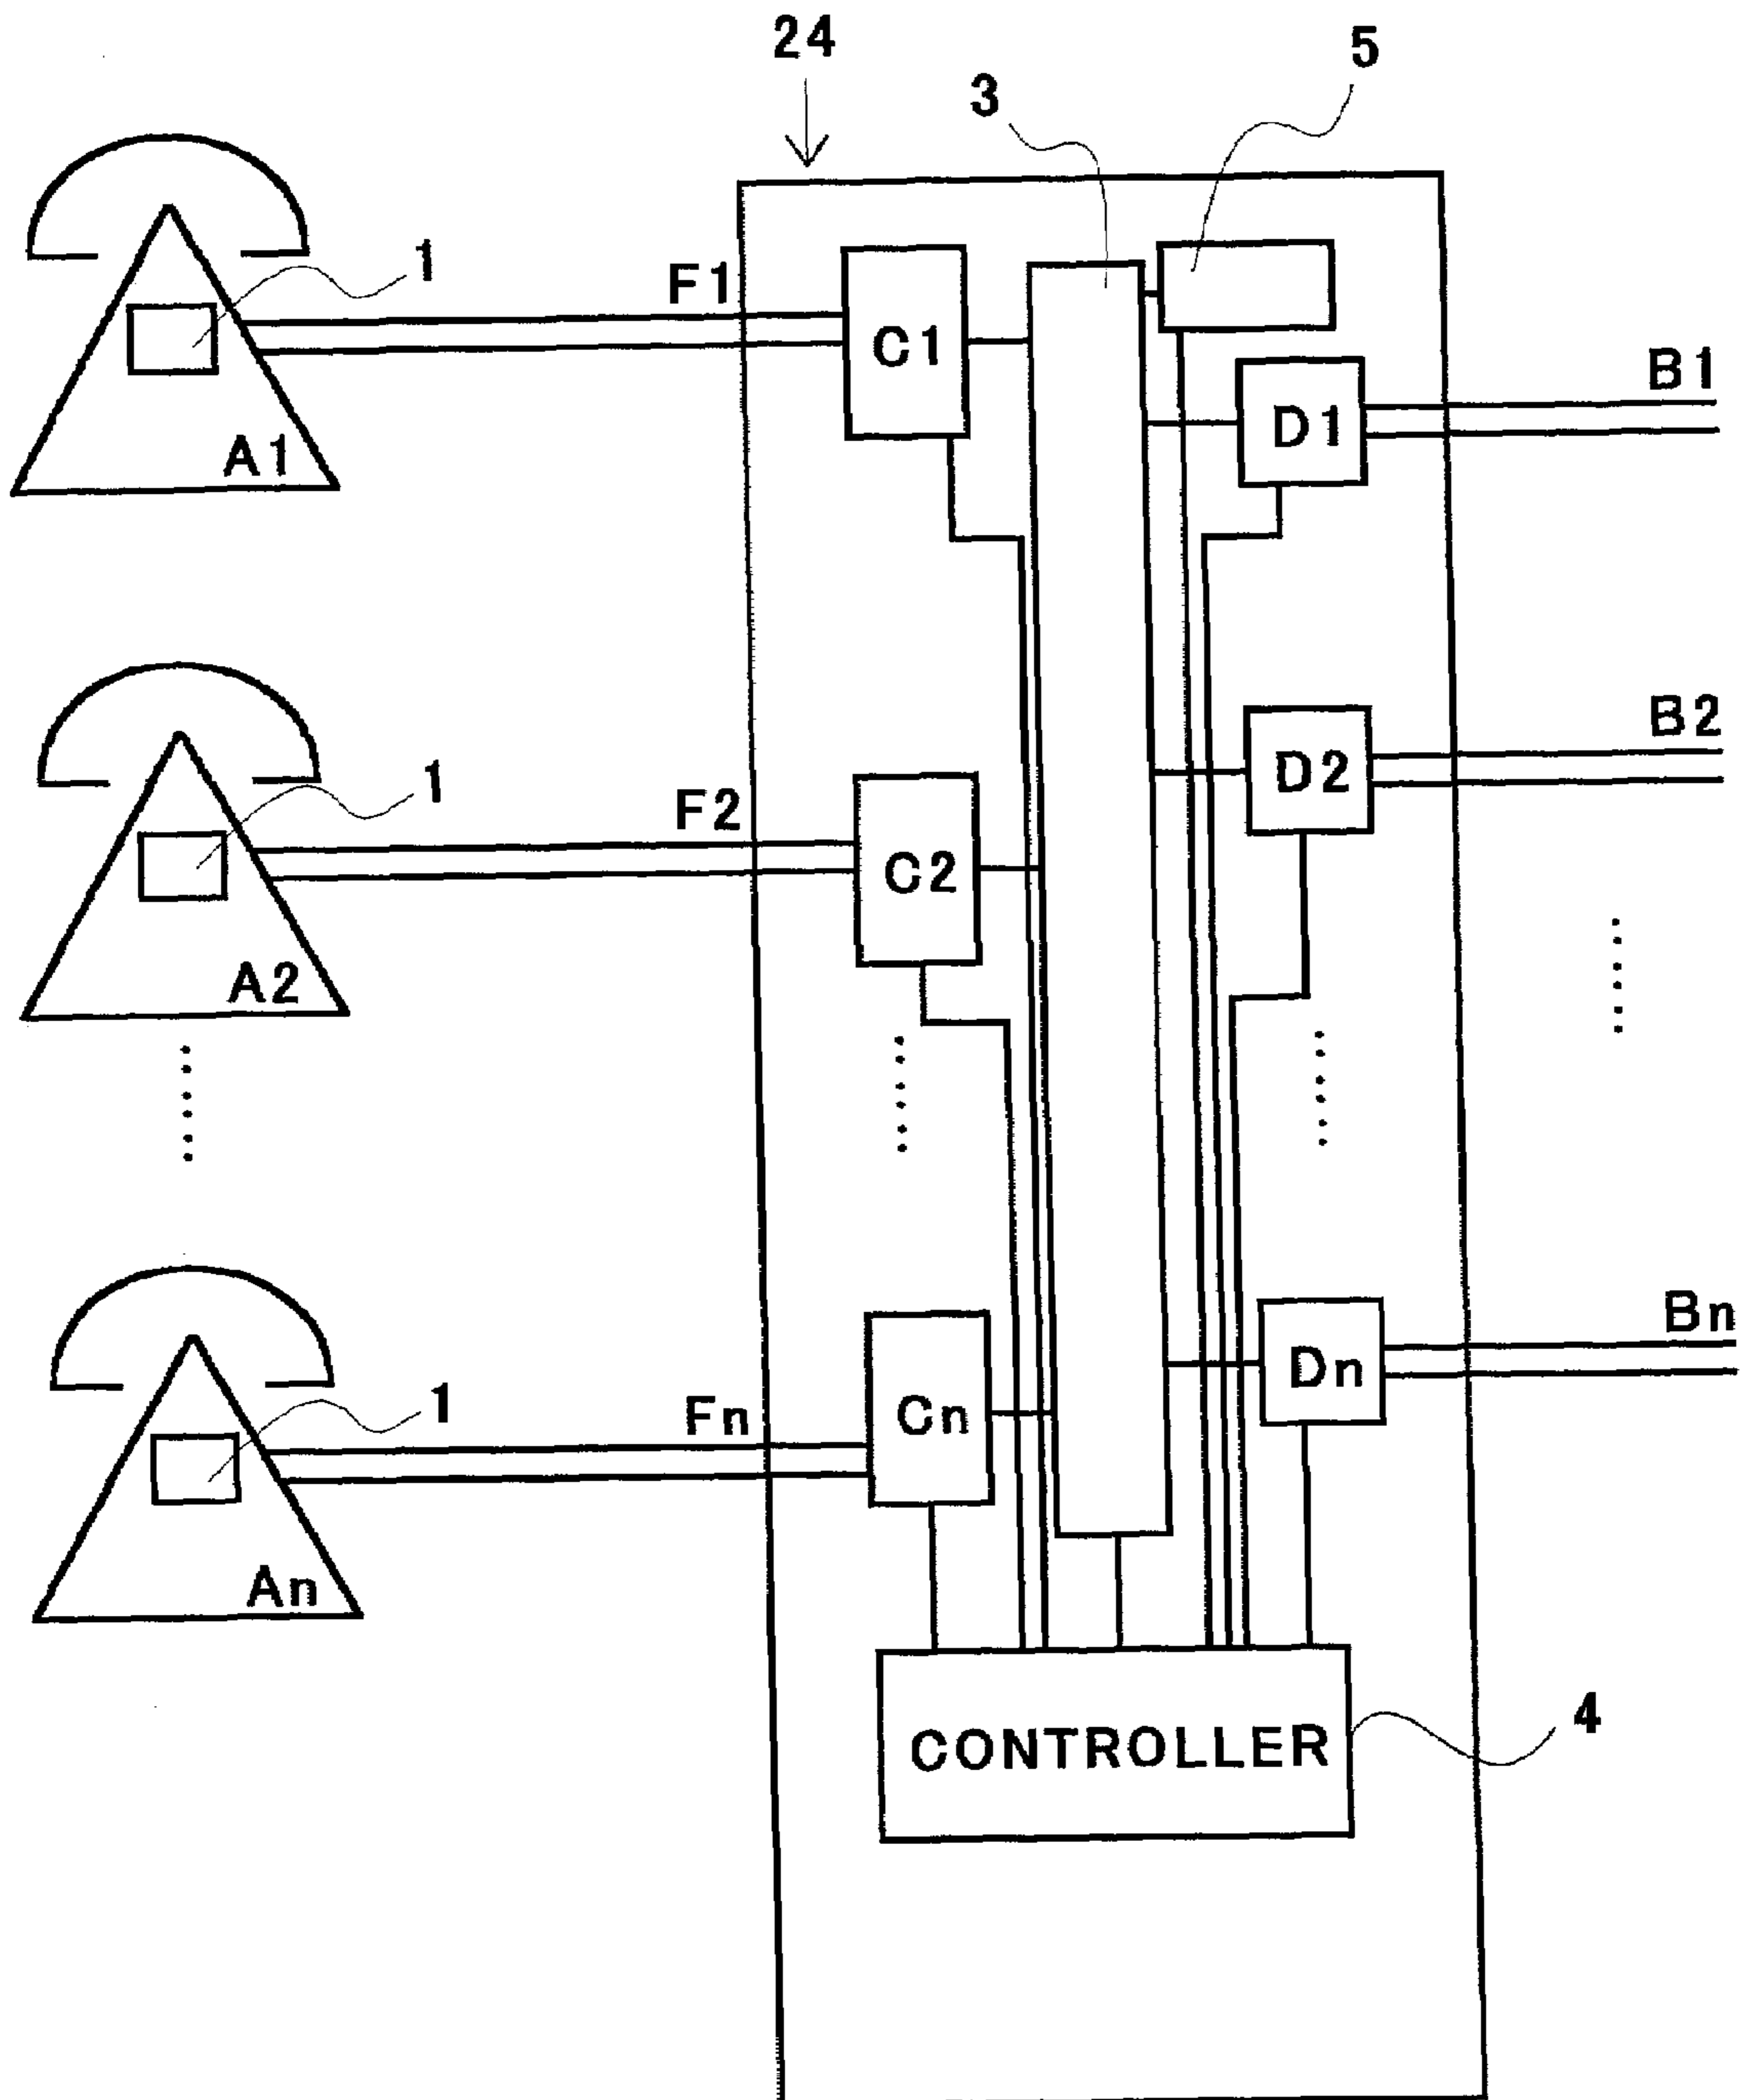 24
5
3
1
F1
C1
B1
D1
A1
B2
D2
1
F2
C2
A2
Bn
Dn
1
Fn
Cn
An
CONTROLLER
4